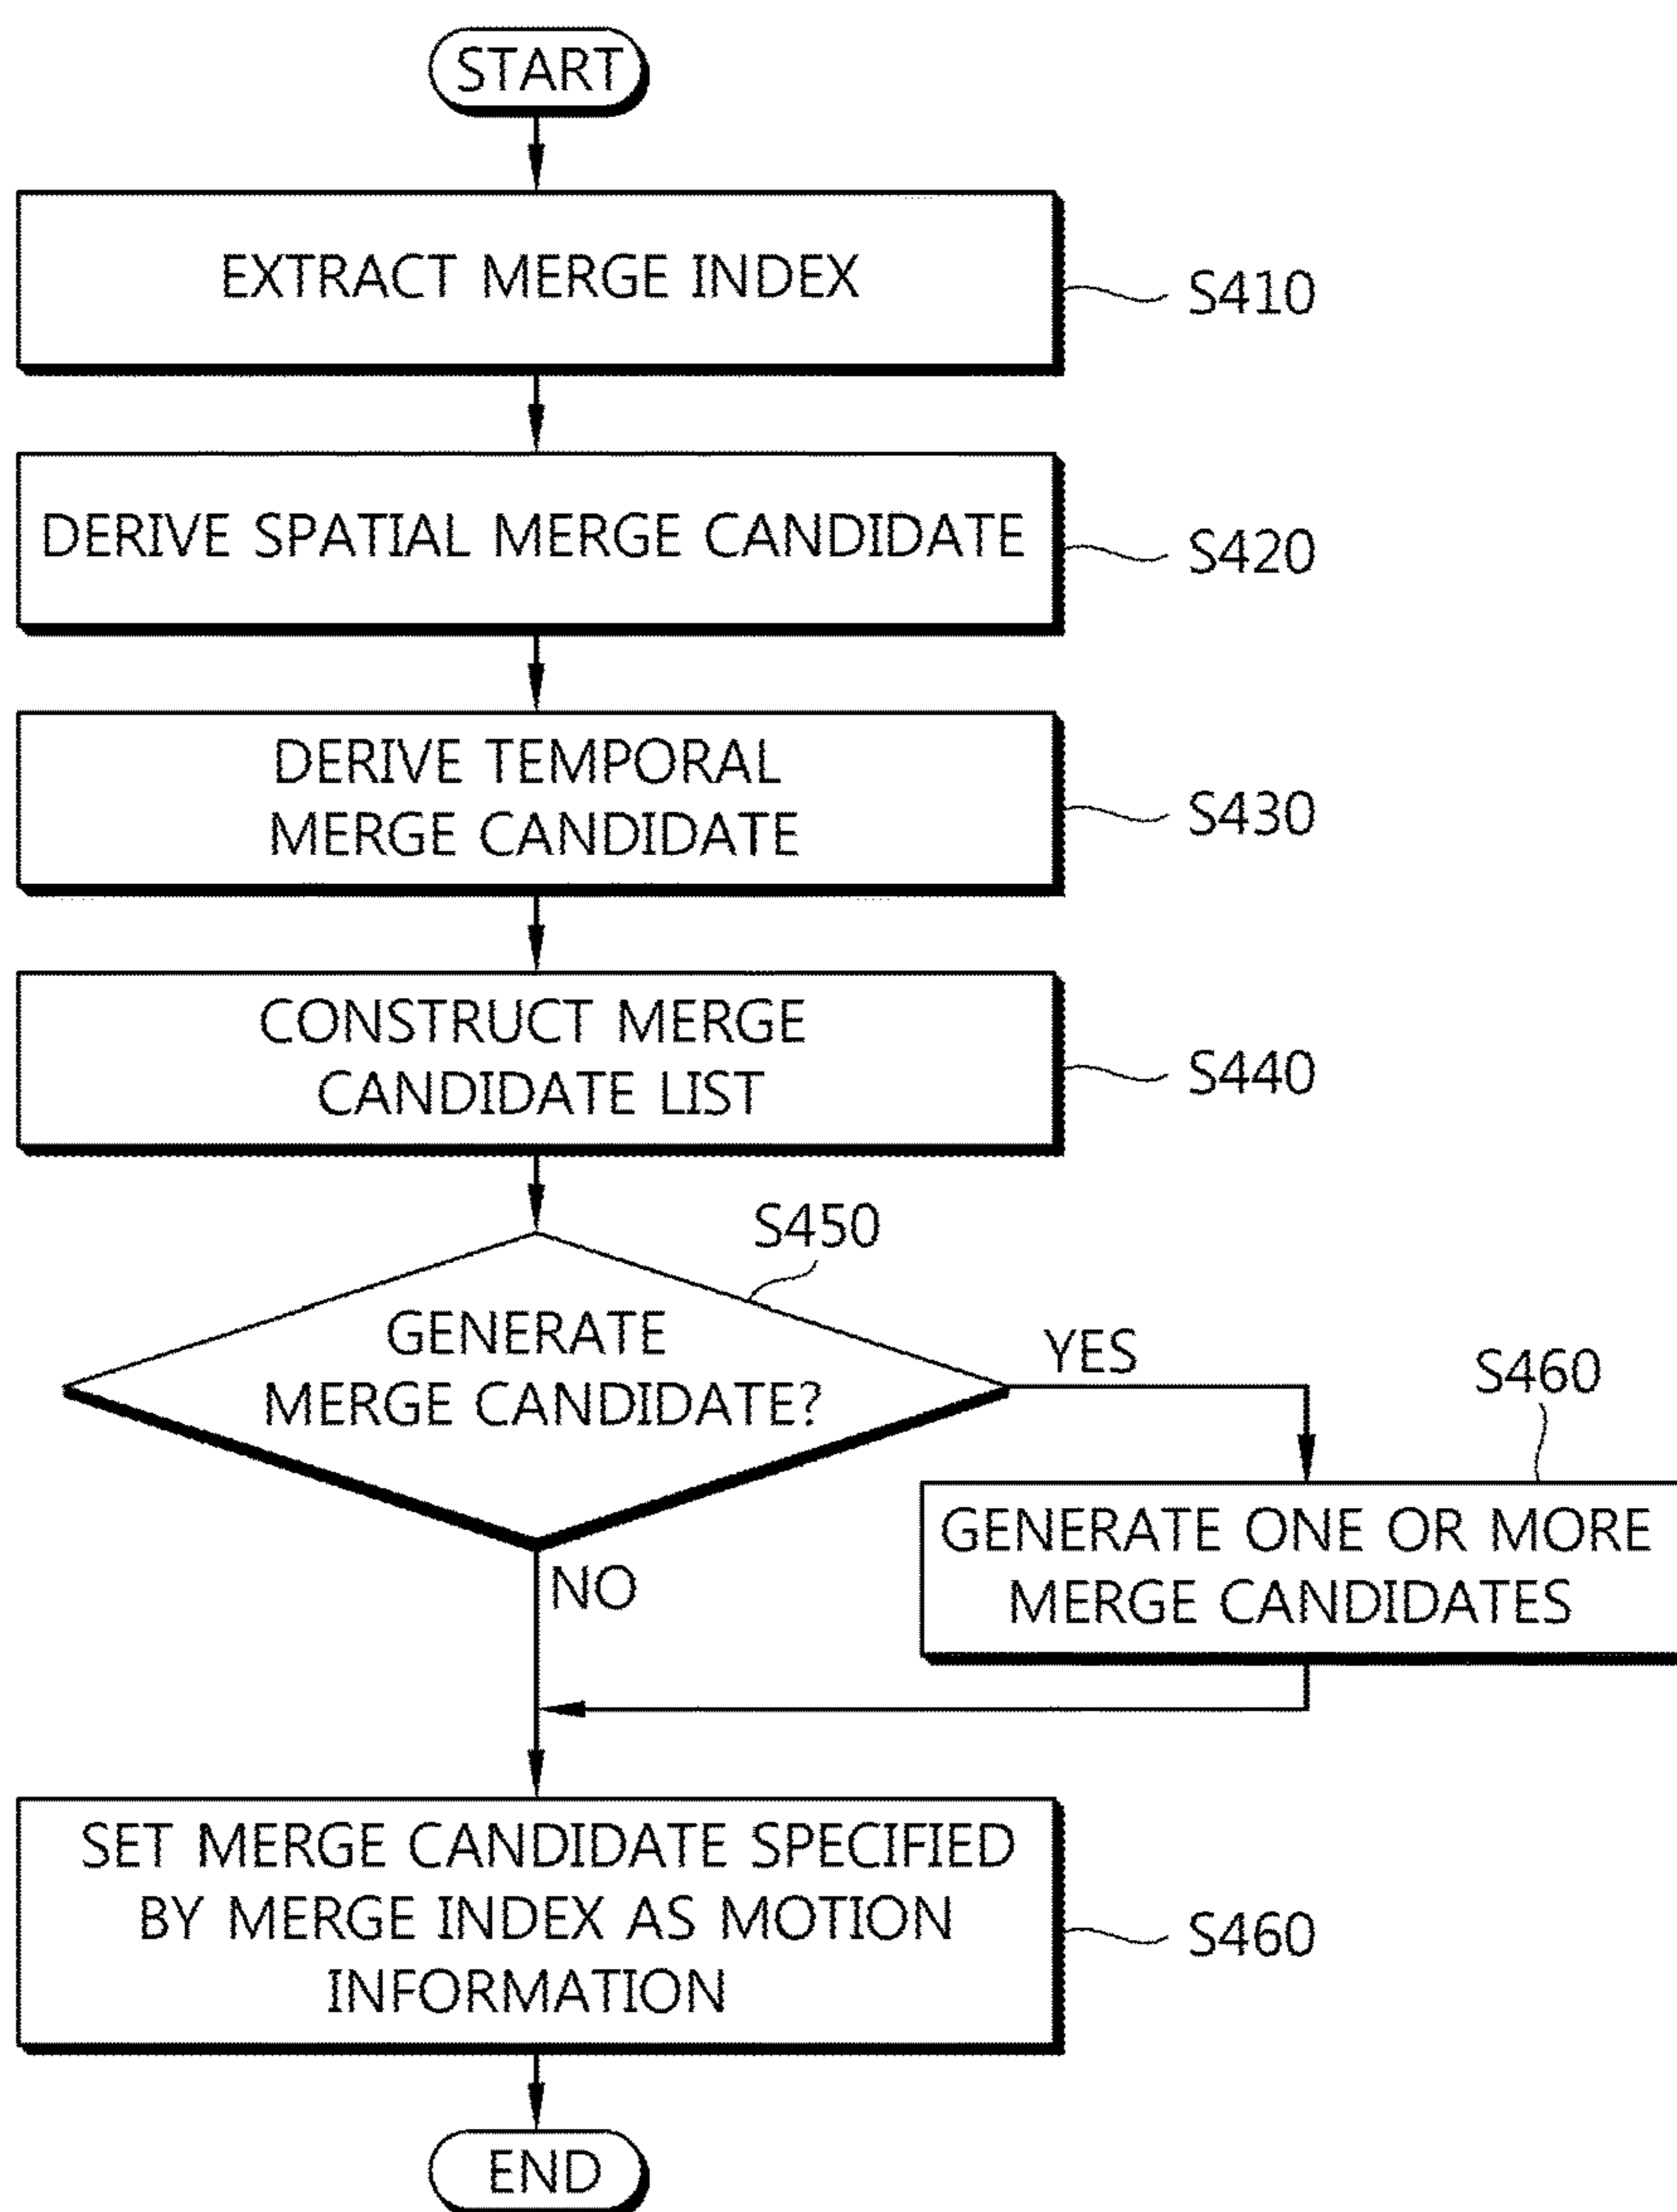 START
EXTRACT MERGE INDEX
S410
DERIVE SPATIAL MERGE CANDIDATE
S420
DERIVE TEMPORAL
MERGE CANDIDATE
S430
CONSTRUCT MERGE
CANDIDATE LIST
S440
S450
GENERATE
MERGE CANDIDATE?
YES
S460
GENERATE ONE OR MORE
MERGE CANDIDATES
NO
SET MERGE CANDIDATE SPECIFIED
BY MERGE INDEX AS MOTION
INFORMATION
S460
END